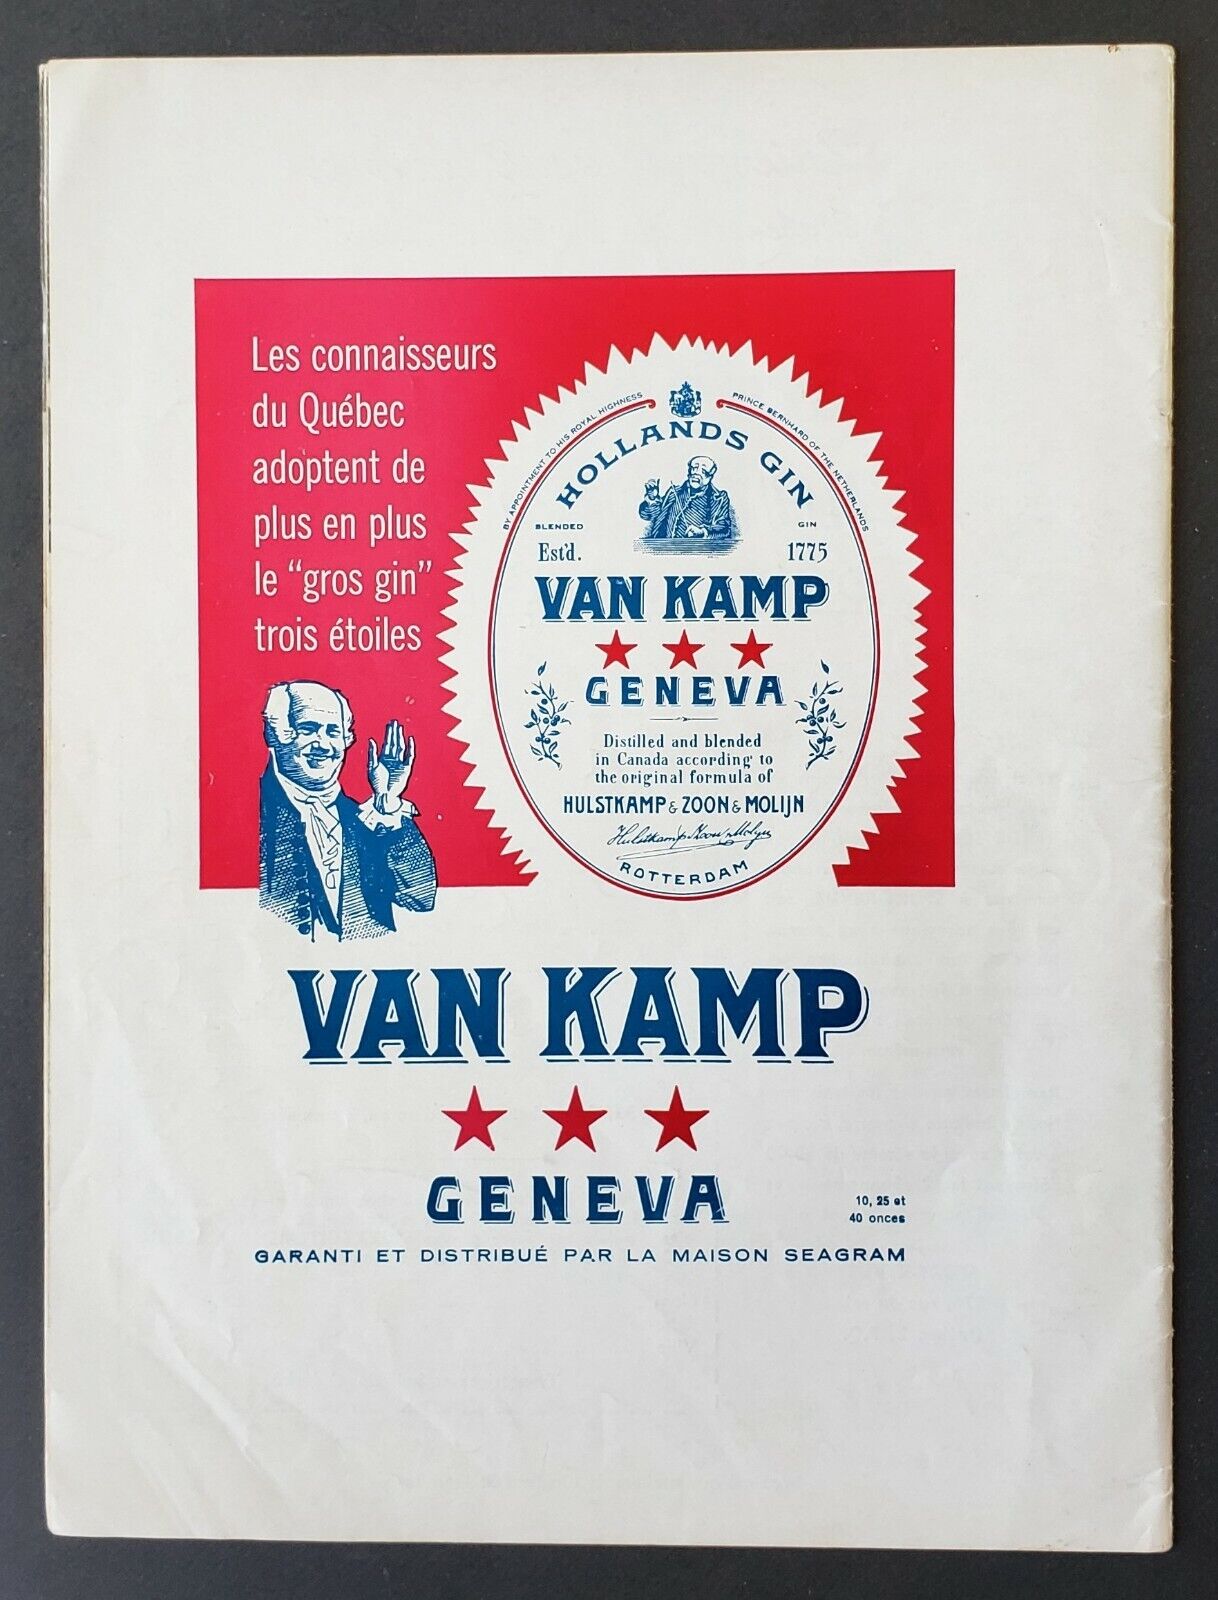 Les connaisseurs
du Québec
adoptent de
plus en plus
le "gros gin"
trois étoiles
BY APPOINTMENT TO HIS ROYAL HIGHNESS
PRINCE BERNHARD OF THE NETHERLANDS
HOLLANDS GIN
BLENDED GIN
Est'd. 1775
VAN KAMP
GENEVA
Distilled and blended
in Canada according to
the original formula of
HULSTKAMP & ZOON & MOLIJN
Hulstkamp & Zoon & Molijn
ROTTERDAM
VAN KAMP
GENEVA
10, 25 et
40 onces
GARANTI ET DISTRIBUÉ PAR LA MAISON SEAGRAM